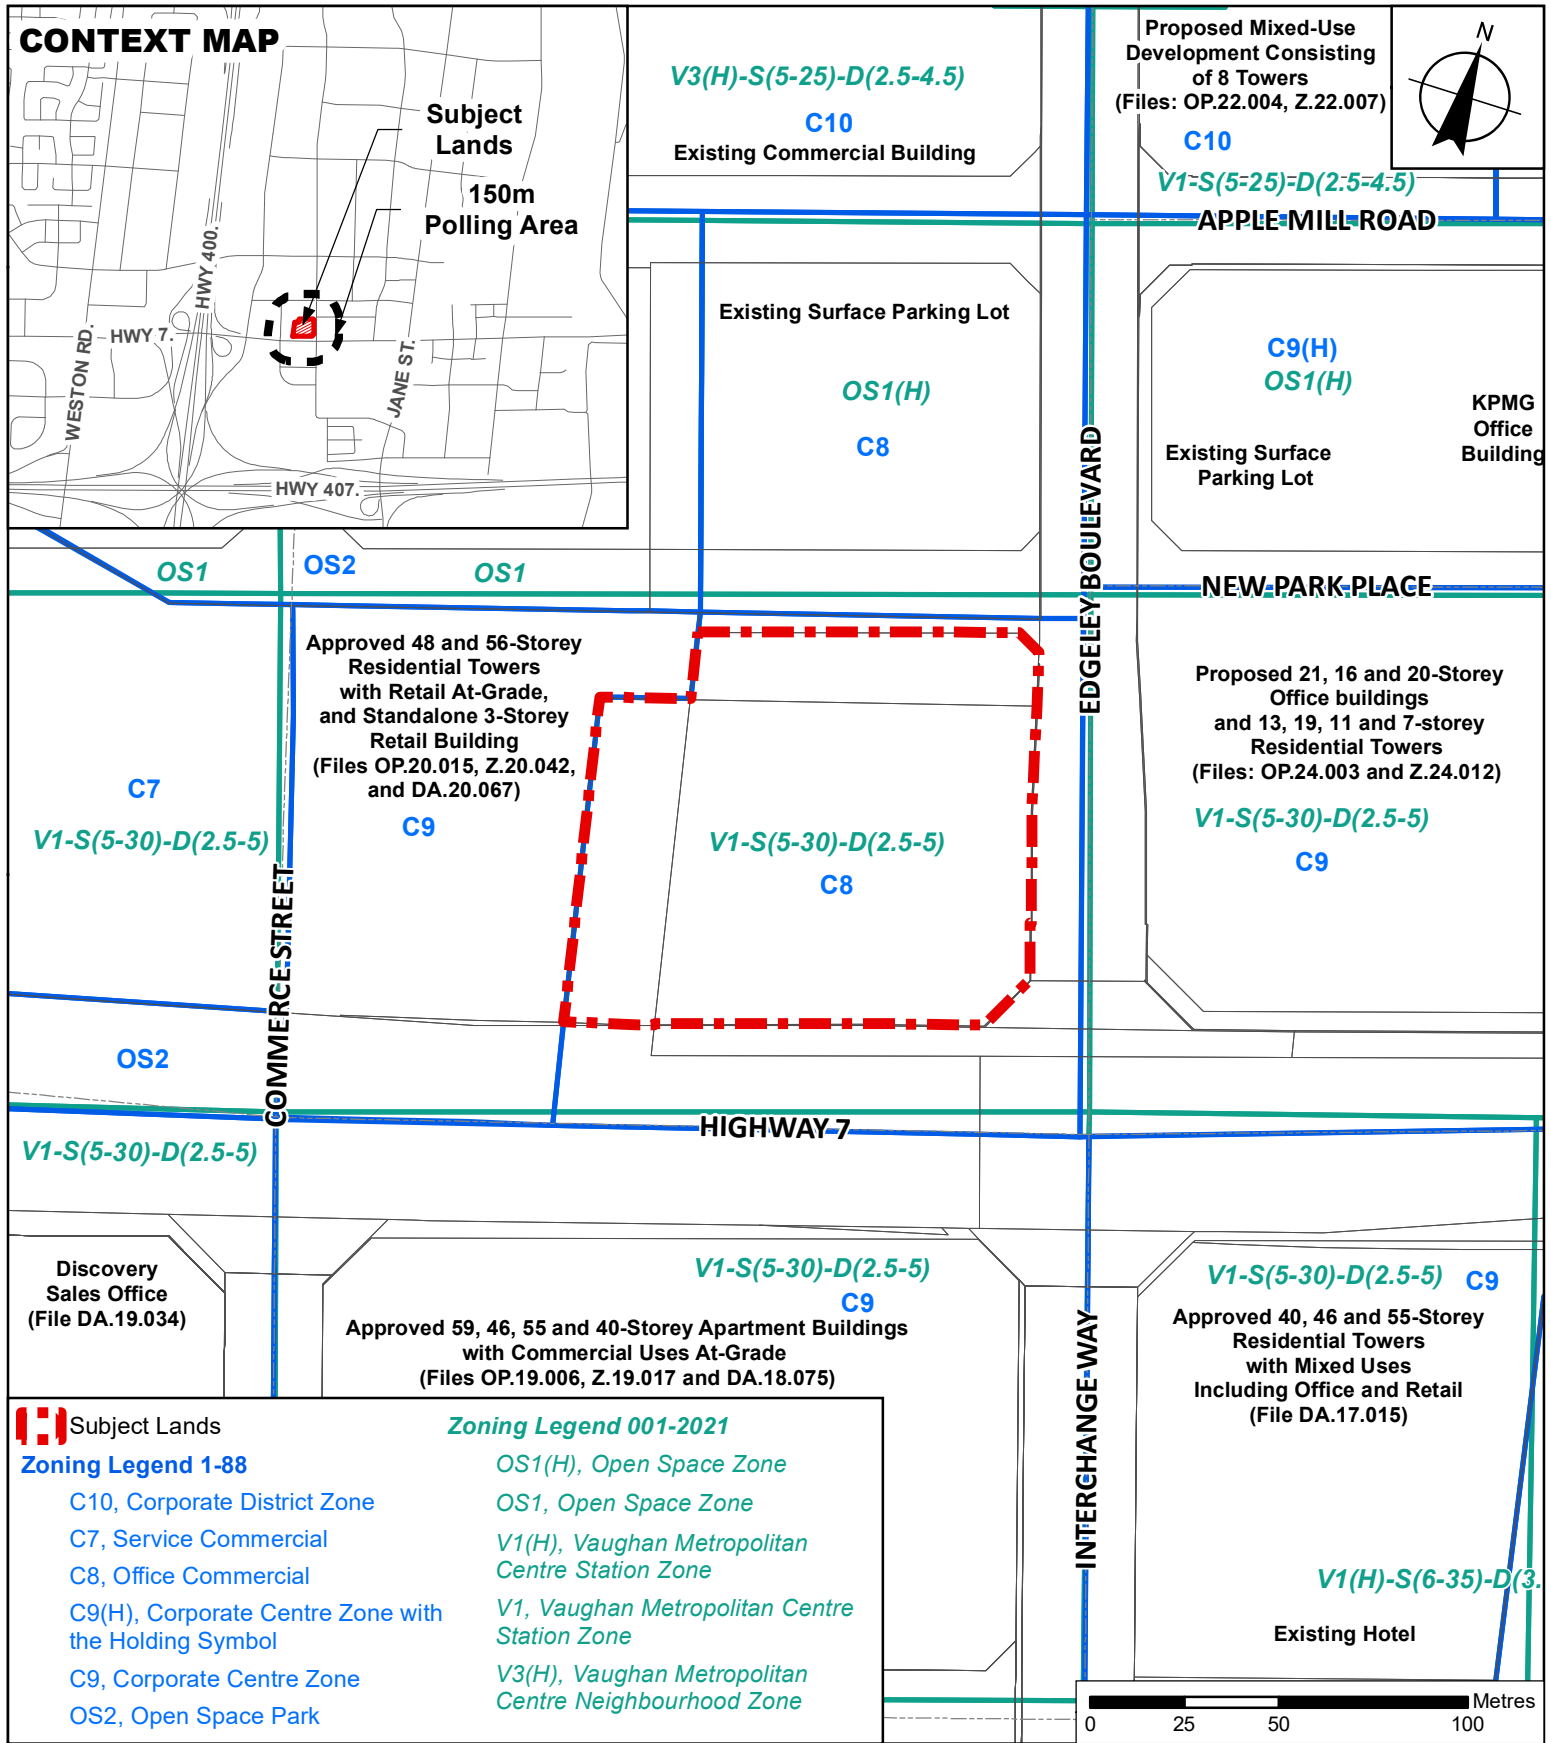 CONTEXT MAP
Subject
Lands
150m
Polling Area
HWY 400.
HWY 7.
WESTON RD.
JANE ST.
HWY 407.
V3(H)-S(5-25)-D(2.5-4.5)
C10
Existing Commercial Building
Proposed Mixed-Use
Development Consisting
of 8 Towers
(Files: OP.22.004, Z.22.007)
C10
V1-S(5-25)-D(2.5-4.5)
N
APPLE MILL ROAD
Existing Surface Parking Lot
OS1(H)
C8
EDGELEY BOULEVARD
C9(H)
OS1(H)
KPMG
Office
Building
Existing Surface
Parking Lot
OS1
OS2
OS1
NEW PARK PLACE
Approved 48 and 56-Storey
Residential Towers
with Retail At-Grade,
and Standalone 3-Storey
Retail Building
(Files OP.20.015, Z.20.042,
and DA.20.067)
C9
C7
V1-S(5-30)-D(2.5-5)
COMMERCE STREET
V1-S(5-30)-D(2.5-5)
C8
Proposed 21, 16 and 20-Storey
Office buildings
and 13, 19, 11 and 7-storey
Residential Towers
(Files: OP.24.003 and Z.24.012)
V1-S(5-30)-D(2.5-5)
C9
OS2
HIGHWAY 7
V1-S(5-30)-D(2.5-5)
Discovery
Sales Office
(File DA.19.034)
V1-S(5-30)-D(2.5-5)
C9
Approved 59, 46, 55 and 40-Storey Apartment Buildings
with Commercial Uses At-Grade
(Files OP.19.006, Z.19.017 and DA.18.075)
INTERCHANGE WAY
V1-S(5-30)-D(2.5-5) C9
Approved 40, 46 and 55-Storey
Residential Towers
with Mixed Uses
Including Office and Retail
(File DA.17.015)
V1(H)-S(6-35)-D(3.
Existing Hotel
Subject Lands
Zoning Legend 1-88
C10, Corporate District Zone
C7, Service Commercial
C8, Office Commercial
C9(H), Corporate Centre Zone with
the Holding Symbol
C9, Corporate Centre Zone
OS2, Open Space Park
Zoning Legend 001-2021
OS1(H), Open Space Zone
OS1, Open Space Zone
V1(H), Vaughan Metropolitan
Centre Station Zone
V1, Vaughan Metropolitan Centre
Station Zone
V3(H), Vaughan Metropolitan
Centre Neighbourhood Zone
Metres
0 25 50 100